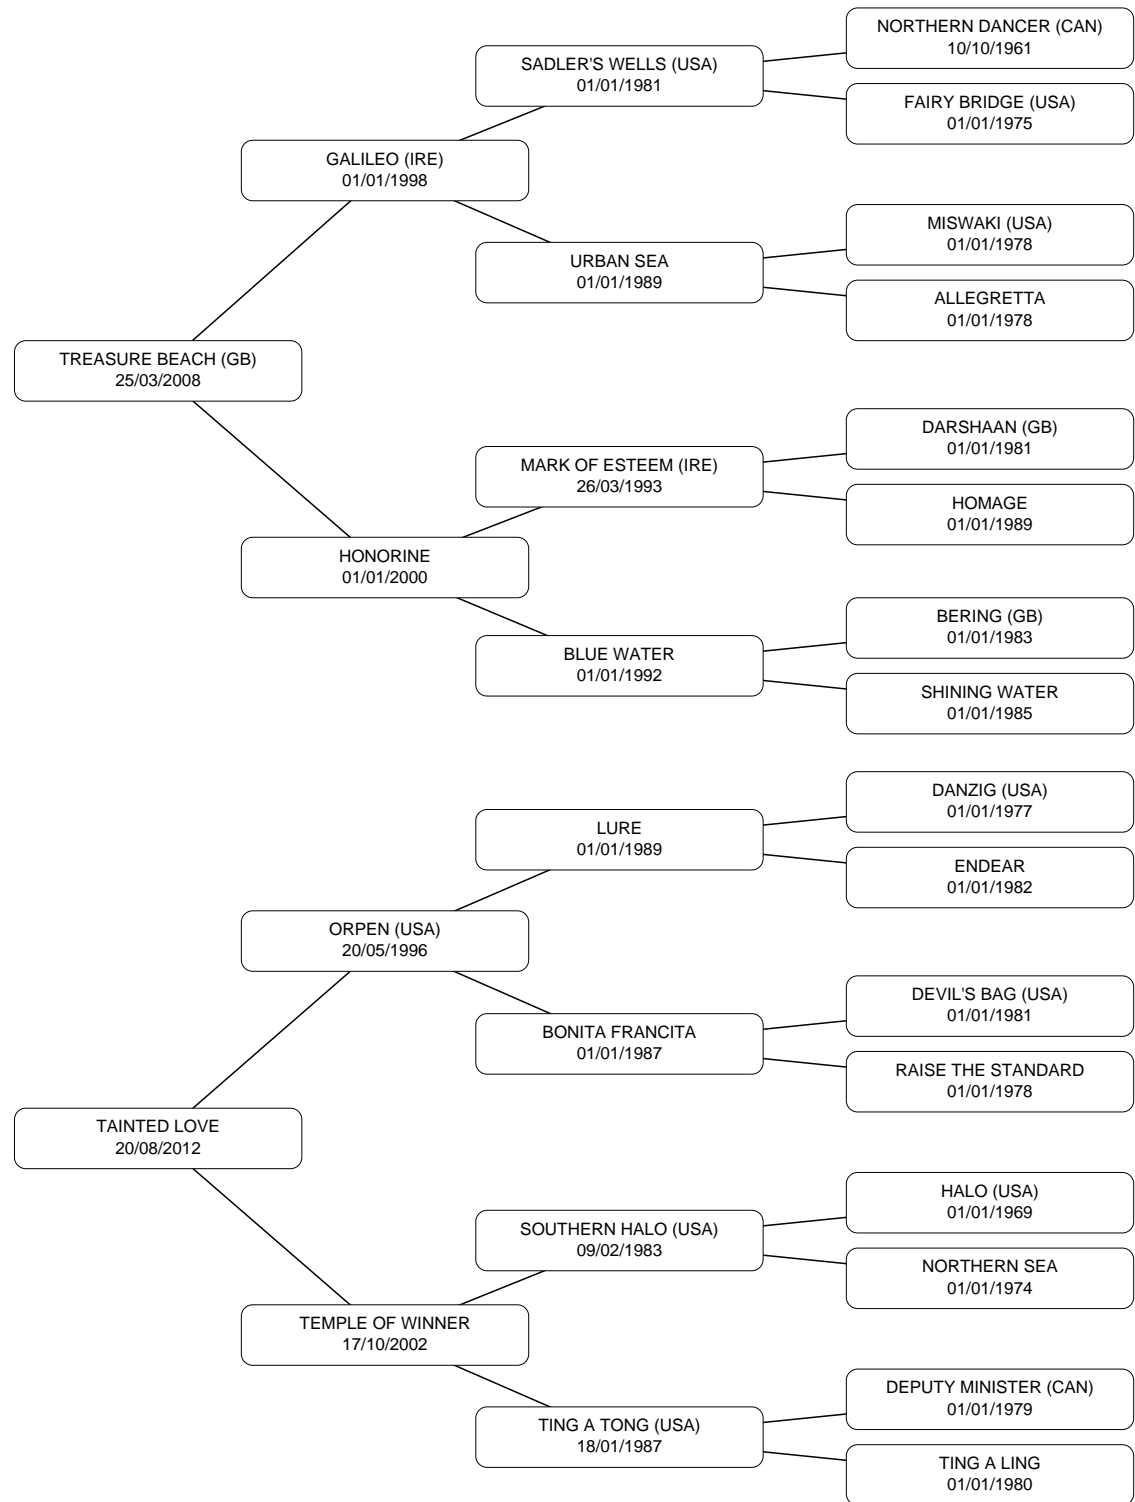 NORTHERN DANCER (CAN)
10/10/1961
SADLER'S WELLS (USA)
01/01/1981
FAIRY BRIDGE (USA)
01/01/1975
GALILEO (IRE)
01/01/1998
MISWAKI (USA)
01/01/1978
URBAN SEA
01/01/1989
ALLEGRETTA
01/01/1978
TREASURE BEACH (GB)
25/03/2008
DARSHAAN (GB)
01/01/1981
MARK OF ESTEEM (IRE)
26/03/1993
HOMAGE
01/01/1989
HONORINE
01/01/2000
BERING (GB)
01/01/1983
BLUE WATER
01/01/1992
SHINING WATER
01/01/1985
DANZIG (USA)
01/01/1977
LURE
01/01/1989
ENDEAR
01/01/1982
ORPEN (USA)
20/05/1996
DEVIL'S BAG (USA)
01/01/1981
BONITA FRANCITA
01/01/1987
RAISE THE STANDARD
01/01/1978
TAINTED LOVE
20/08/2012
HALO (USA)
01/01/1969
SOUTHERN HALO (USA)
09/02/1983
NORTHERN SEA
01/01/1974
TEMPLE OF WINNER
17/10/2002
DEPUTY MINISTER (CAN)
01/01/1979
TING A TONG (USA)
18/01/1987
TING A LING
01/01/1980